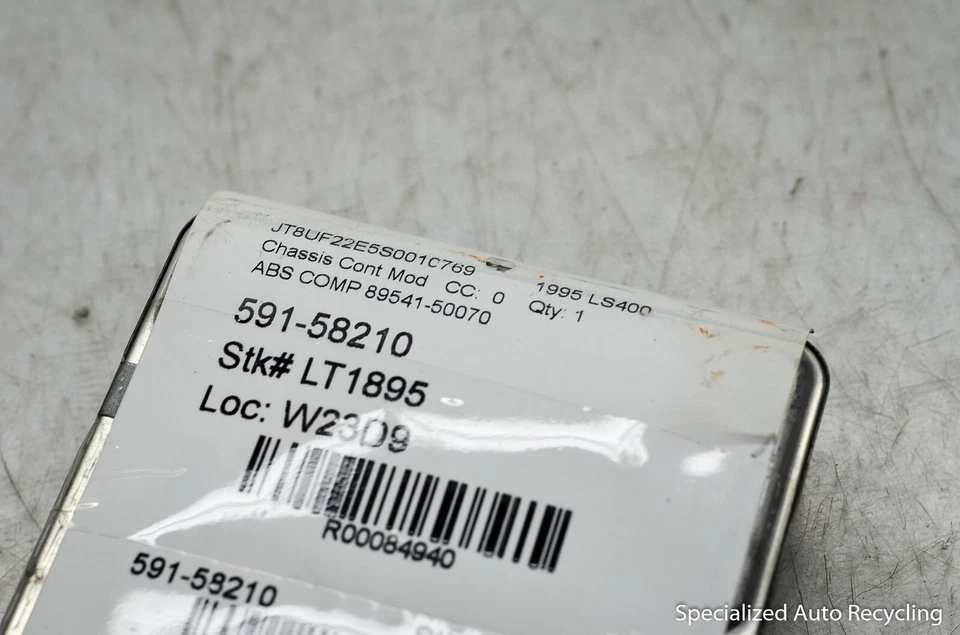 JT8UF22E5S0010769 1995 LS400
Chassis Cont Mod CC: 0 Qty: 1
ABS COMP 89541-50070
591-58210
Stk# LT1895
Loc: W23D9
R00084940
591-58210
Specialized Auto Recycling